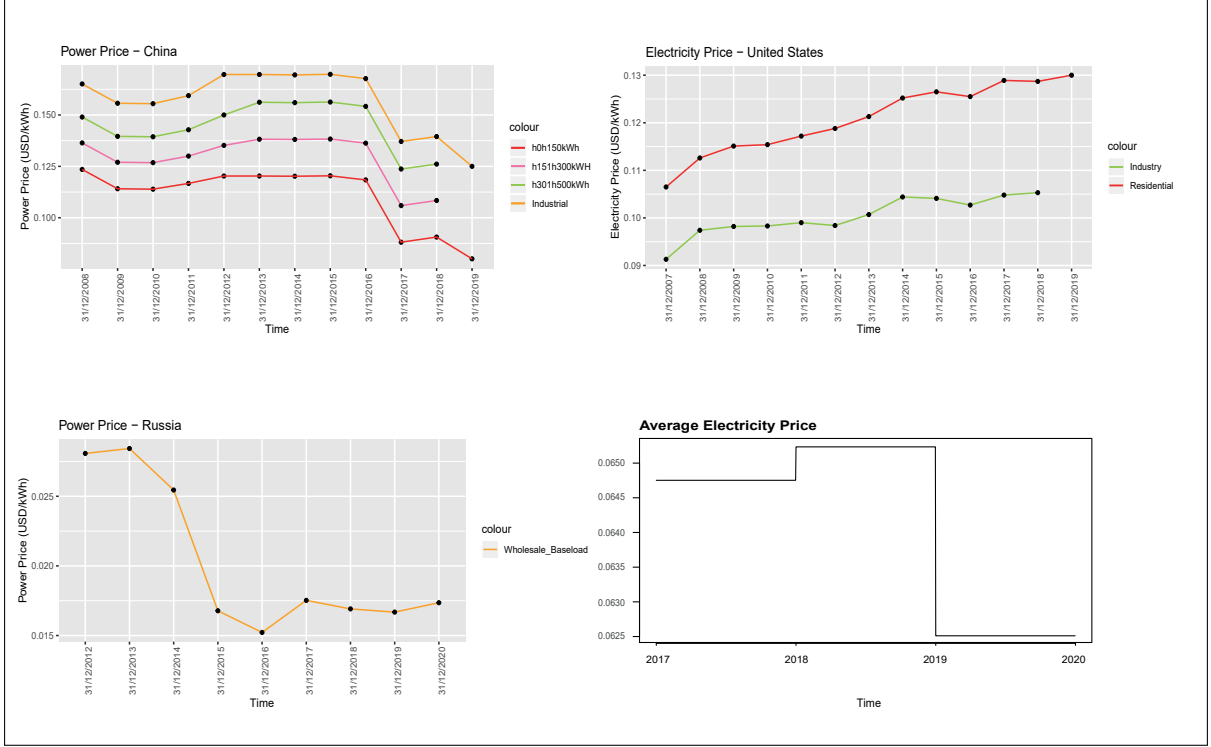 Power Price − China
Power Price (USD/kWh)
0.150
0.125
0.100
31/12/2008
31/12/2009
31/12/2010
31/12/2011
31/12/2012
31/12/2013
31/12/2014
31/12/2015
31/12/2016
31/12/2017
31/12/2018
31/12/2019
Time
colour
h0h150kWh
h151h300kWH
h301h500kWh
Industrial
Electricity Price − United States
Electricity Price (USD/kWh)
0.13
0.12
0.11
0.10
0.09
31/12/2007
31/12/2008
31/12/2009
31/12/2010
31/12/2011
31/12/2012
31/12/2013
31/12/2014
31/12/2015
31/12/2016
31/12/2017
31/12/2018
31/12/2019
Time
colour
Industry
Residential
Power Price − Russia
Power Price (USD/kWh)
0.025
0.020
0.015
31/12/2012
31/12/2013
31/12/2014
31/12/2015
31/12/2016
31/12/2017
31/12/2018
31/12/2019
31/12/2020
Time
colour
Wholesale_Baseload
Average Electricity Price
0.0650
0.0645
0.0640
0.0635
0.0630
0.0625
2017 2018 2019 2020
Time